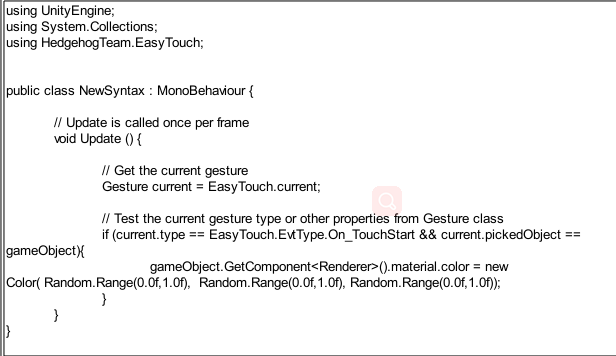 using UnityEngine;
using System.Collections;
using HedgehogTeam.EasyTouch;
public class NewSyntax : MonoBehaviour {
// Update is called once per frame
void Update () {
// Get the current gesture
Gesture current = EasyTouch.current;
// Test the current gesture type or other properties from Gesture class
if (current.type == EasyTouch.EvtType.On_TouchStart && current.pickedObject ==
gameObject){
gameObject.GetComponent<Renderer>().material.color = new
Color( Random.Range(0.0f,1.0f),  Random.Range(0.0f,1.0f), Random.Range(0.0f,1.0f));
}
}
}